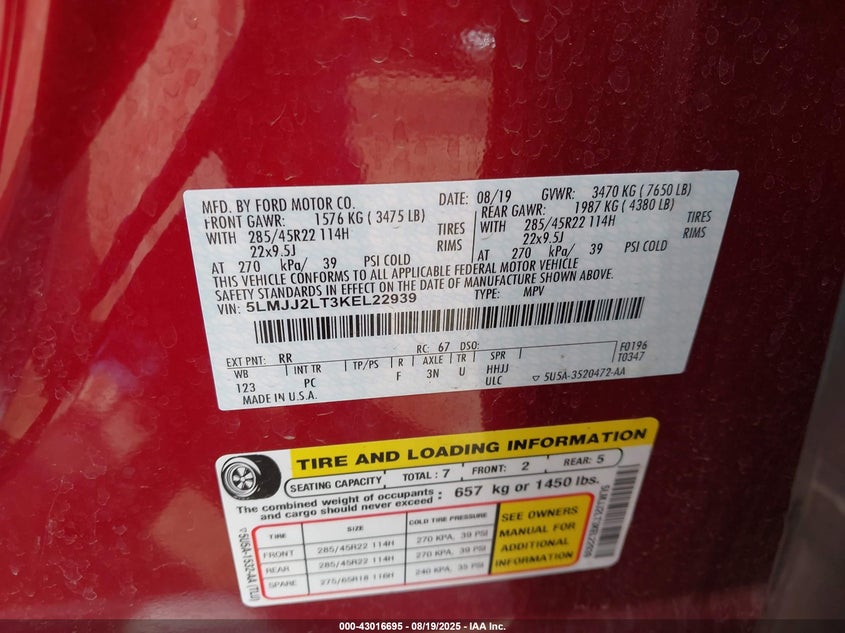 MFD. BY FORD MOTOR CO. DATE: 08/19 GVWR: 3470 KG ( 7650 LB)
FRONT GAWR: 1576 KG ( 3475 LB) REAR GAWR: 1987 KG ( 4380 LB)
WITH 285/45R22 114H TIRES WITH 285/45R22 114H TIRES
22x9.5J RIMS 22x9.5J RIMS
AT 270 kPa/ 39 PSI COLD AT 270 kPa/ 39 PSI COLD
THIS VEHICLE CONFORMS TO ALL APPLICABLE FEDERAL MOTOR VEHICLE
SAFETY STANDARDS IN EFFECT ON THE DATE OF MANUFACTURE SHOWN ABOVE.
VIN: 5LMJJ2LT3KEL22939 TYPE: MPV
EXT PNT: RR RC: 67 DSO: F0196
WB INT TR TP/PS R AXLE TR SPR T0347
123 PC F 3N U HHJJ
MADE IN U.S.A. ULC ▽ 5U5A-3520472-AA
TIRE AND LOADING INFORMATION
SEATING CAPACITY TOTAL : 7 FRONT: 2 REAR: 5
The combined weight of occupants and cargo should never exceed : 657 kg or 1450 lbs.
TIRE SIZE COLD TIRE PRESSURE
FRONT 285/45R22 114H 270 KPA, 39 PSI
REAR 285/45R22 114H 270 KPA, 39 PSI
SPARE 275/65R18 116H 240 KPA, 35 PSI
SEE OWNERS
MANUAL FOR
ADDITIONAL
INFORMATION
▽5U5A-1532-AA (TLU)
000-43016695 - 08/19/2025 - IAA Inc.